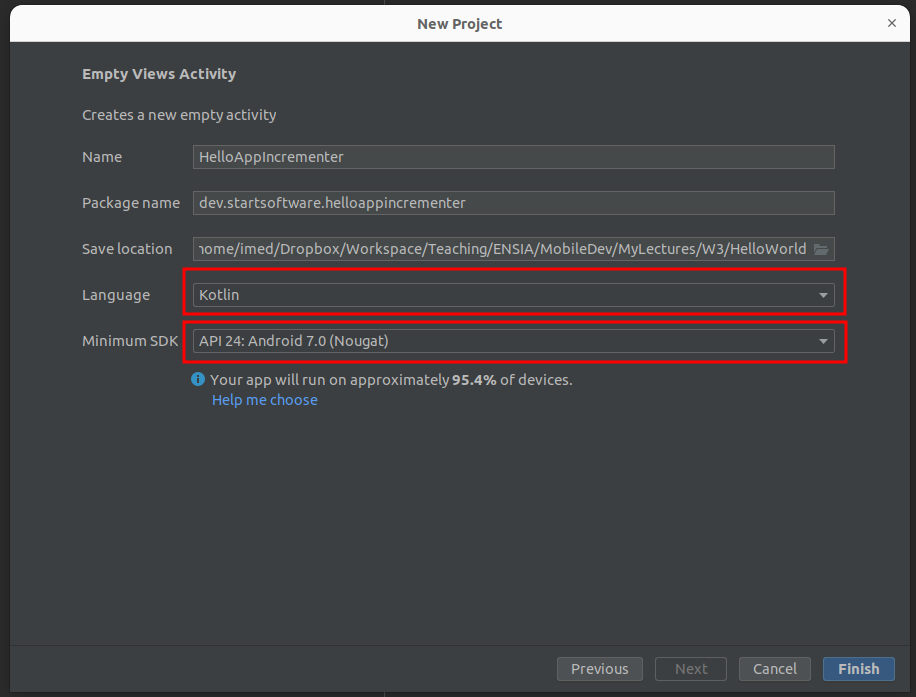 New Project
Empty Views Activity
Creates a new empty activity
Name HelloAppIncrementer
Package name dev.startsoftware.helloappincrementer
Save location home/imed/Dropbox/Workspace/Teaching/ENSIA/MobileDev/MyLectures/W3/HelloWorld
Language Kotlin
Minimum SDK API 24: Android 7.0 (Nougat)
Your app will run on approximately 95.4% of devices.
Help me choose
Previous Next Cancel Finish